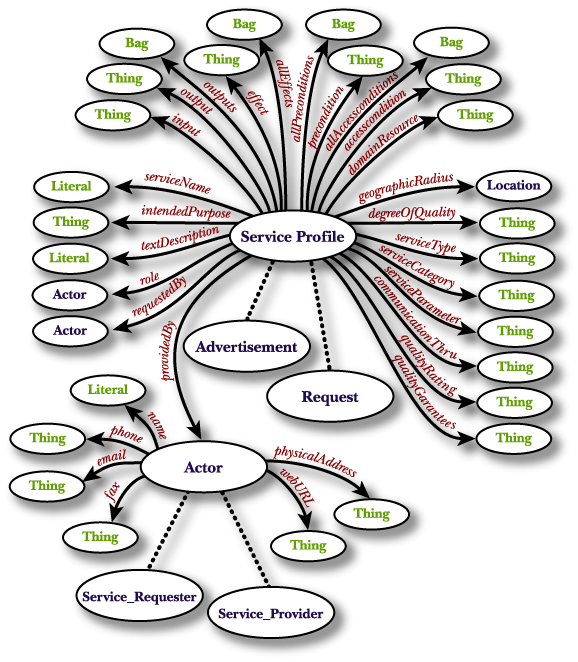 Bag
Bag
Bag
Bag
Thing
Thing
Thing
Thing
Thing
Thing
outputs
effect
allEffects
allPreconditions
precondition
allAccessconditions
accesscondition
output
input
domainResource
Literal
serviceName
geographicRadius
Location
Thing
intendedPurpose
degreeOfQuality
Thing
Service Profile
Literal
textDescription
serviceType
Thing
Actor
role
serviceCategory
Thing
Actor
requestedBy
serviceParameter
Thing
providedBy
Advertisement
communicationThru
Thing
Request
qualityRating
Thing
qualityGarantees
Thing
Literal
name
Thing
phone
Actor
physicalAddress
Thing
email
webURL
Thing
fax
Thing
Thing
Service_Requester
Service_Provider